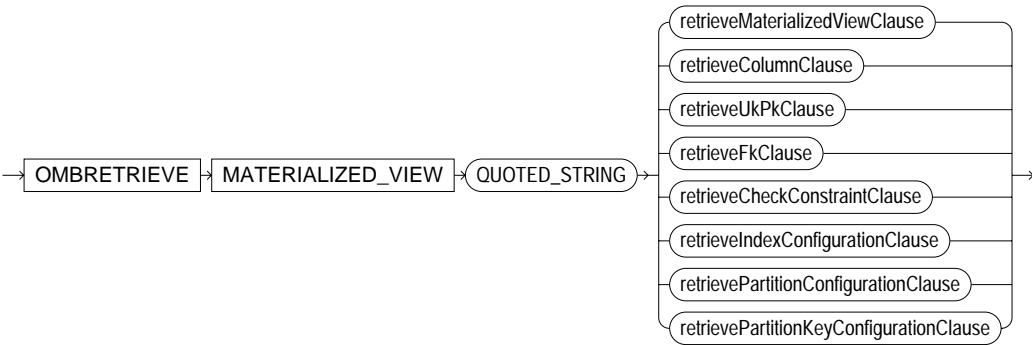 retrieveMaterializedViewClause
retrieveColumnClause
retrieveUkPkClause
retrieveFkClause
OMBRETRIEVE MATERIALIZED_VIEW QUOTED_STRING
retrieveCheckConstraintClause
retrieveIndexConfigurationClause
retrievePartitionConfigurationClause
retrievePartitionKeyConfigurationClause